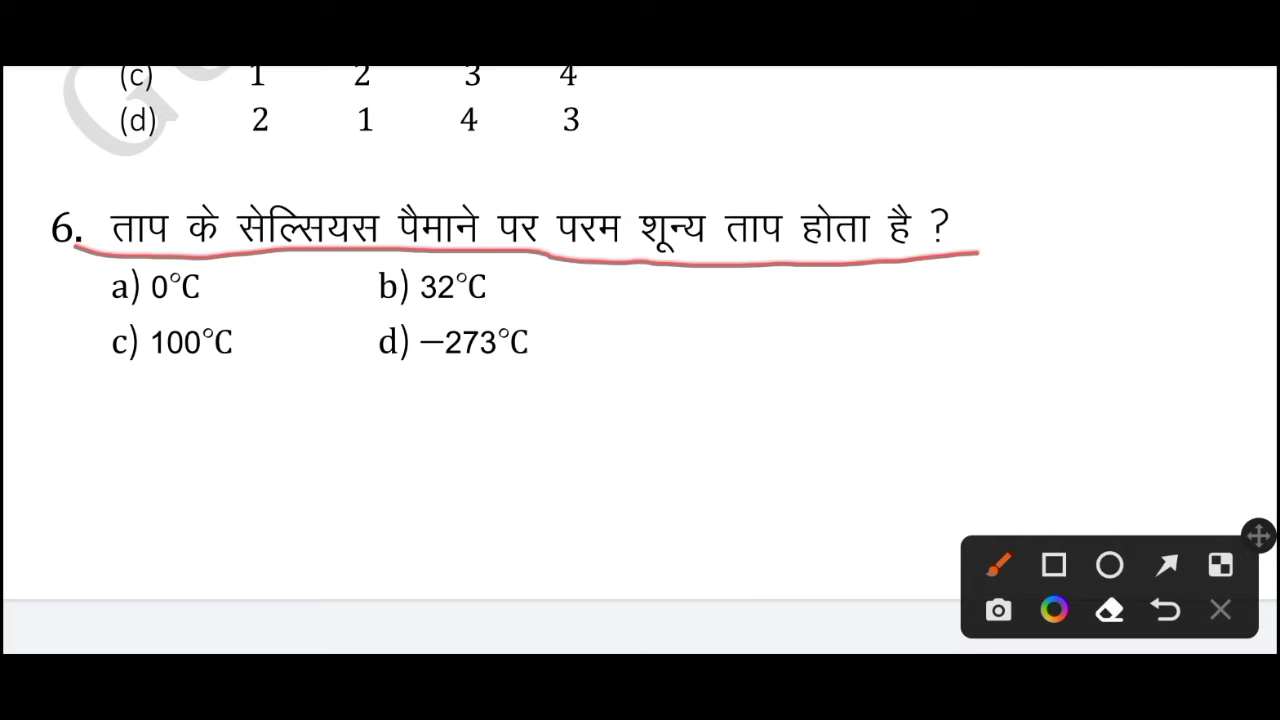 (c) 1 2 3 4
(d) 2 1 4 3
6. ताप के सेल्सियस पैमाने पर परम शून्य ताप होता है ?
a) 0°C b) 32°C
c) 100°C d) −273°C